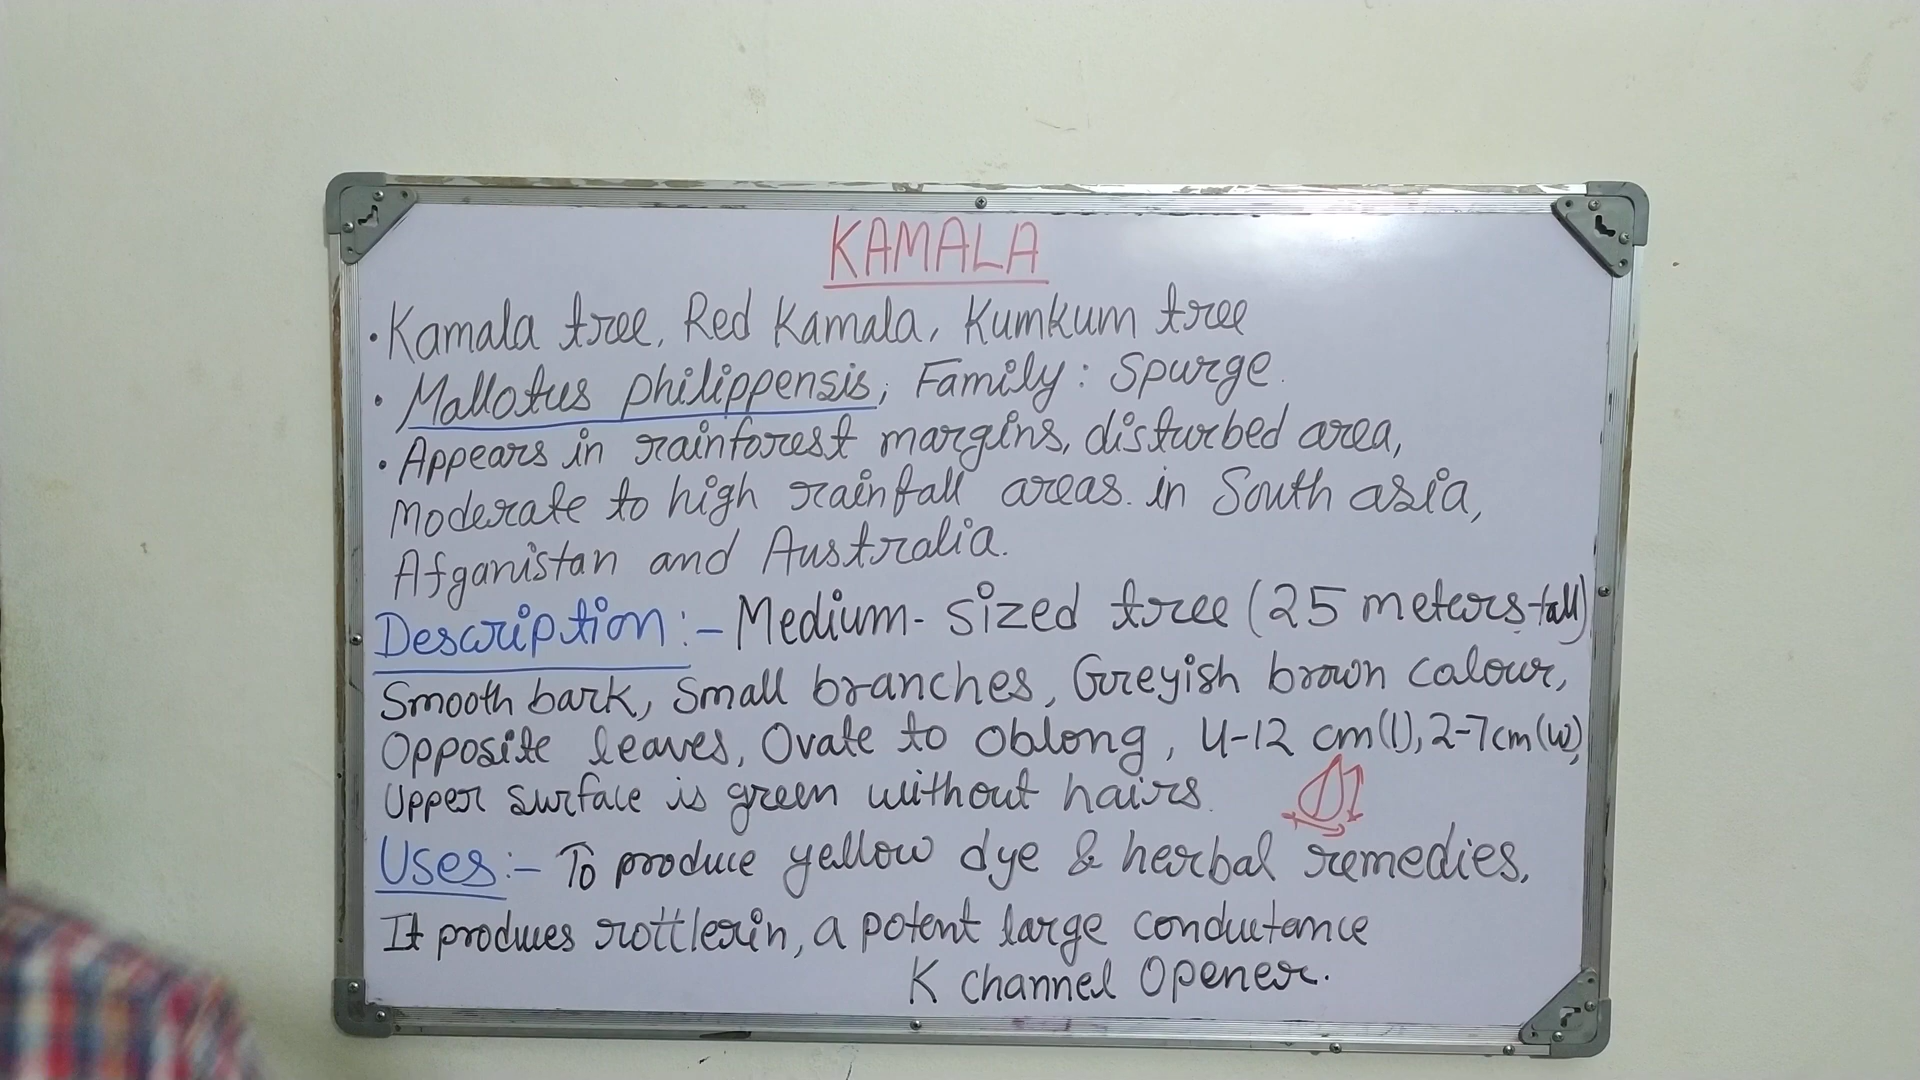 KAMALA
• Kamala tree, Red Kamala, Kumkum tree
• Mallotus philippensis, Family: Spurge.
• Appears in rainforest margins, disturbed area,
Moderate to high rainfall areas. in South asia,
Afganistan and Australia.
Description:- Medium-sized tree (25 meters tall)
Smooth bark, Small branches, Greyish brown colour,
Opposite leaves, Ovate to oblong, 4-12 cm(l), 2-7cm(w),
Upper surface is green without hairs.
Uses:- To produce yellow dye & herbal remedies,
It produces rottlerin, a potent large conductance
K channel Opener.